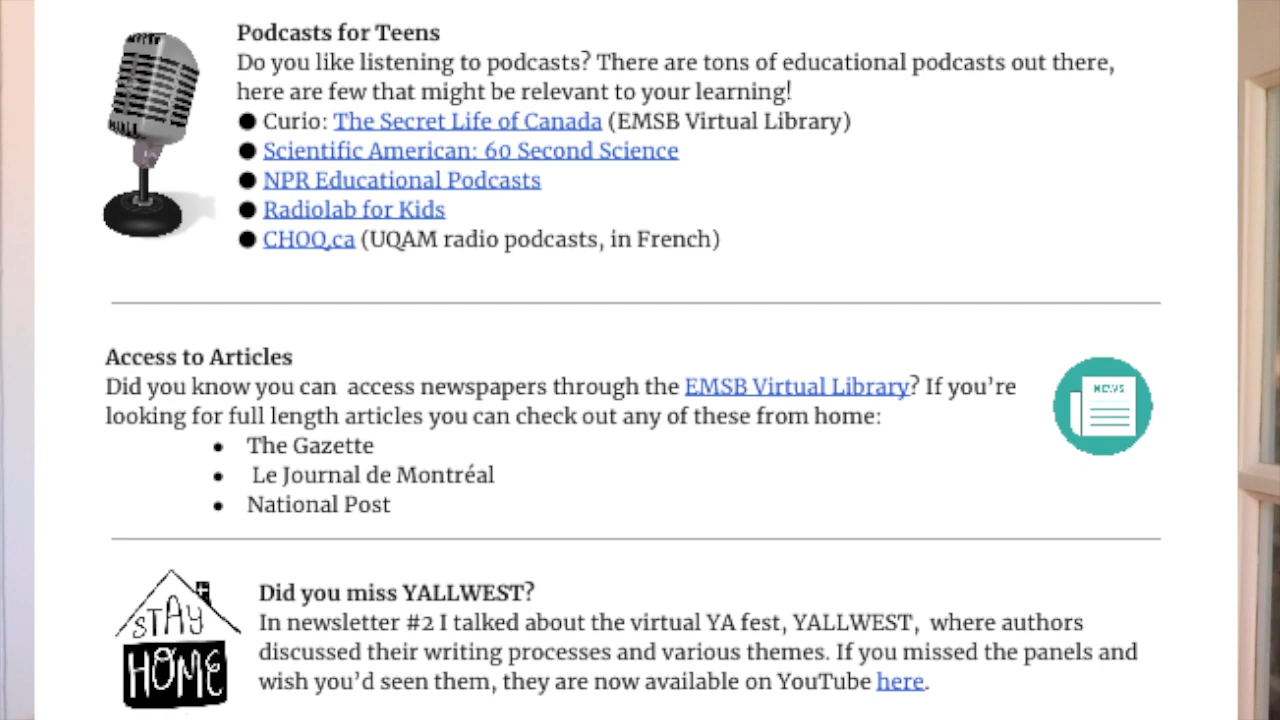 Podcasts for Teens
Do you like listening to podcasts? There are tons of educational podcasts out there,
here are few that might be relevant to your learning!
● Curio: The Secret Life of Canada (EMSB Virtual Library)
● Scientific American: 60 Second Science
● NPR Educational Podcasts
● Radiolab for Kids
● CHOQ.ca (UQAM radio podcasts, in French)
Access to Articles
Did you know you can access newspapers through the EMSB Virtual Library? If you're
looking for full length articles you can check out any of these from home:
• The Gazette
• Le Journal de Montréal
• National Post
NEWS
Did you miss YALLWEST?
In newsletter #2 I talked about the virtual YA fest, YALLWEST, where authors
discussed their writing processes and various themes. If you missed the panels and
wish you'd seen them, they are now available on YouTube here.
STAY
HOME